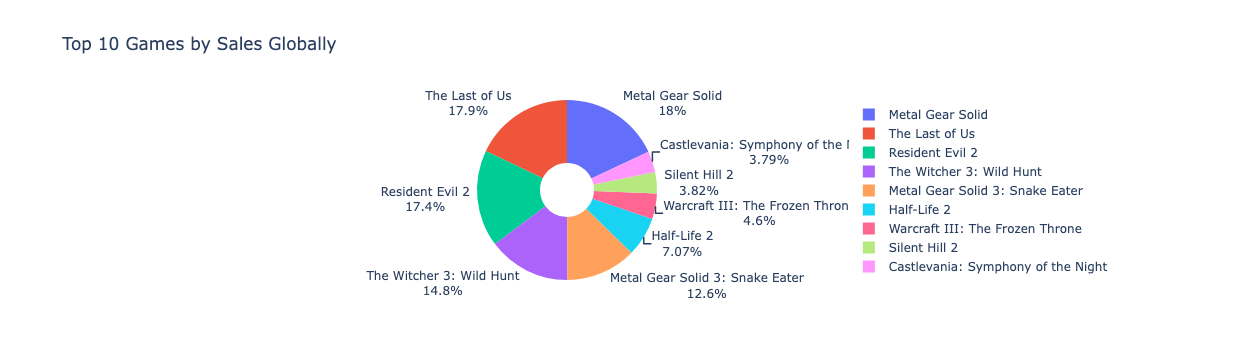 Top 10 Games by Sales Globally
The Last of Us
17.9%
Metal Gear Solid
18%
Castlevania: Symphony of the
3.79%
Silent Hill 2
3.82%
Resident Evil 2
17.4%
Warcraft III: The Frozen Thron
4.6%
Half-Life 2
7.07%
The Witcher 3: Wild Hunt
14.8%
Metal Gear Solid 3: Snake Eater
12.6%
Metal Gear Solid
The Last of Us
Resident Evil 2
The Witcher 3: Wild Hunt
Metal Gear Solid 3: Snake Eater
Half-Life 2
Warcraft III: The Frozen Throne
Silent Hill 2
Castlevania: Symphony of the Night